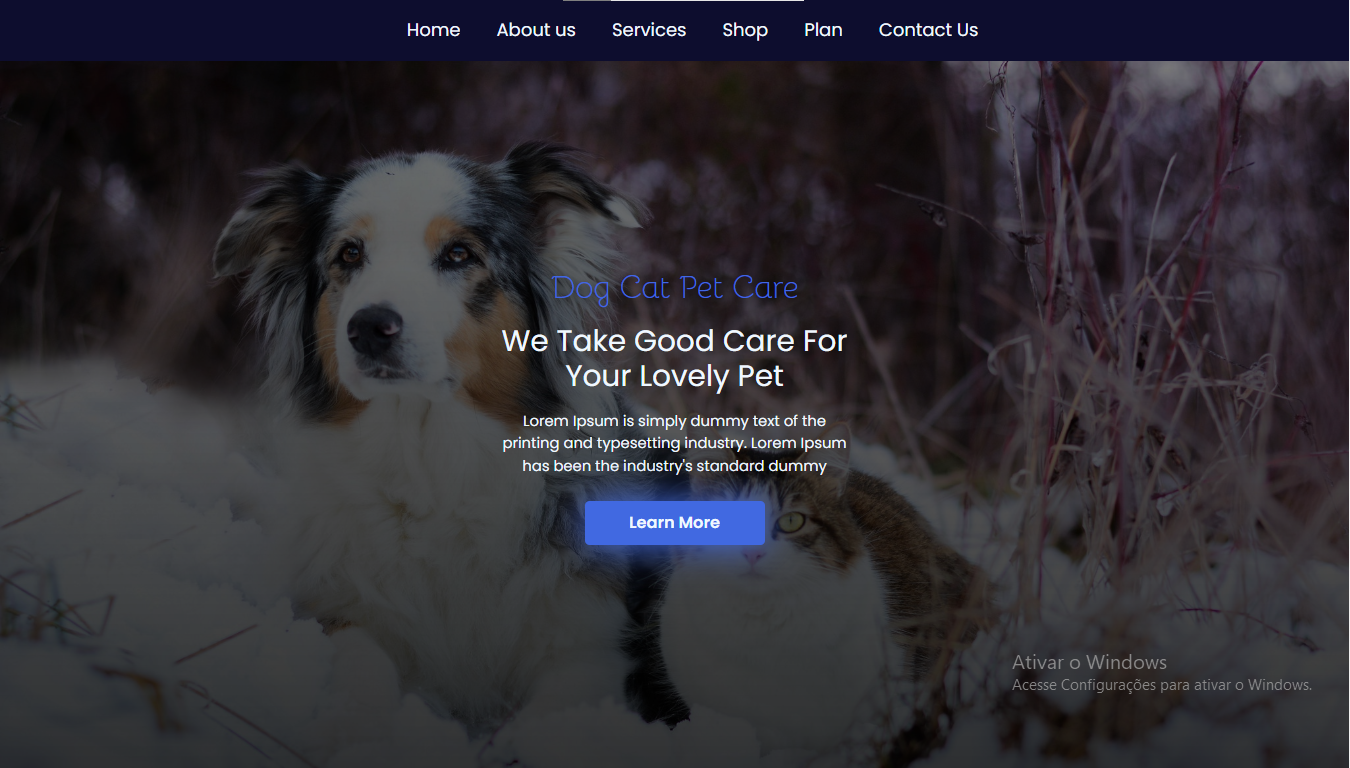 Home About us Services Shop Plan Contact Us
Dog Cat Pet Care
We Take Good Care For
Your Lovely Pet
Lorem Ipsum is simply dummy text of the
printing and typesetting industry. Lorem Ipsum
has been the industry's standard dummy
Learn More
Ativar o Windows
Acesse Configurações para ativar o Windows.